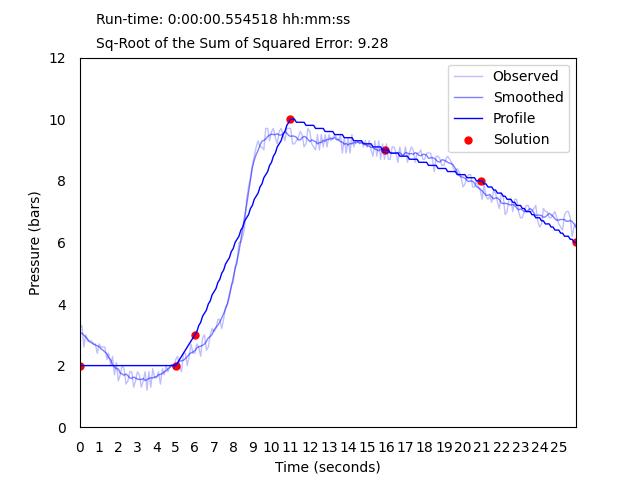 Run-time: 0:00:00.554518 hh:mm:ss
Sq-Root of the Sum of Squared Error: 9.28
12
10
8
6
4
2
0
Pressure (bars)
Observed
Smoothed
Profile
Solution
0 1 2 3 4 5 6 7 8 9 10 11 12 13 14 15 16 17 18 19 20 21 22 23 24 25
Time (seconds)